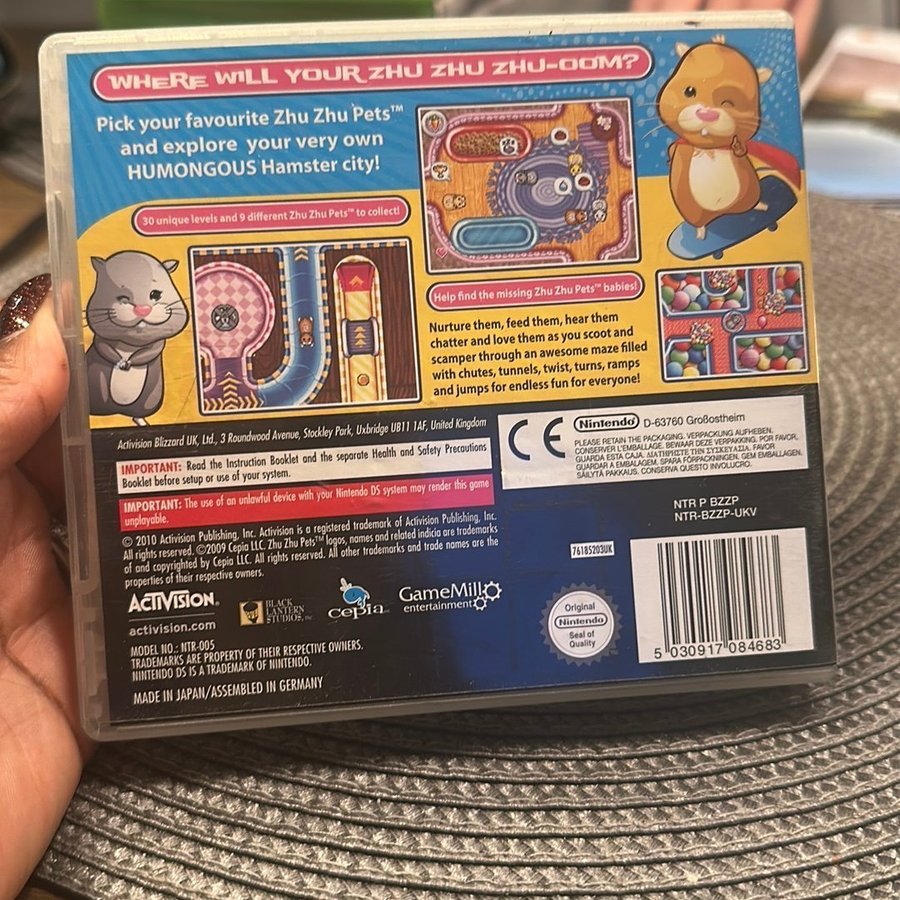 WHERE WILL YOUR ZHU ZHU ZHU-OOM?
Pick your favourite Zhu Zhu Pets™
and explore your very own
HUMONGOUS Hamster city!
30 unique levels and 9 different Zhu Zhu Pets™ to collect!
Help find the missing Zhu Zhu Pets™ babies!
Nurture them, feed them, hear them
chatter and love them as you scoot and
scamper through an awesome maze filled
with chutes, tunnels, twist, turns, ramps
and jumps for endless fun for everyone!
Activision Blizzard UK, Ltd., 3 Roundwood Avenue, Stockley Park, Uxbridge UB11 1AF, United Kingdom
IMPORTANT: Read the Instruction Booklet and the separate Health and Safety Precautions
Booklet before setup or use of your system.
IMPORTANT: The use of an unlawful device with your Nintendo DS system may render this game
unplayable.
© 2010 Activision Publishing, Inc. Activision is a registered trademark of Activision Publishing, Inc.
All rights reserved. ©2009 Cepia LLC. Zhu Zhu Pets™ logos, names and related indicia are trademarks
of and copyrighted by Cepia LLC. All rights reserved. All other trademarks and trade names are the
properties of their respective owners.
CE
Nintendo D-63760 Großostheim
PLEASE RETAIN THE PACKAGING. VERPACKUNG AUFHEBEN.
CONSERVER L'EMBALLAGE. BEWAAR DEZE VERPAKKING. POR FAVOR,
GUARDA ESTA CAJA. ΔΙΑΤΗΡΗΣΤΕ ΤΗΝ ΣΥΣΚΕΥΑΣΙΑ. FAVOR
GUARDAR A EMBALAGEM. SPARA FÖRPACKNINGEN. GEM EMBALLAGEN.
SÄILYTÄ PAKKAUS. CONSERVA QUESTO INVOLUCRO.
NTR P BZZP
NTR-BZZP-UKV
76185203UK
ACTIVISION®
activision.com
BLACK
LANTERN
STUDIOS, INC
cepia LLC
GameMill
entertainment
Original
Nintendo
Seal of
Quality
5 030917 084683
MODEL NO.: NTR-005
TRADEMARKS ARE PROPERTY OF THEIR RESPECTIVE OWNERS.
NINTENDO DS IS A TRADEMARK OF NINTENDO.
MADE IN JAPAN/ASSEMBLED IN GERMANY